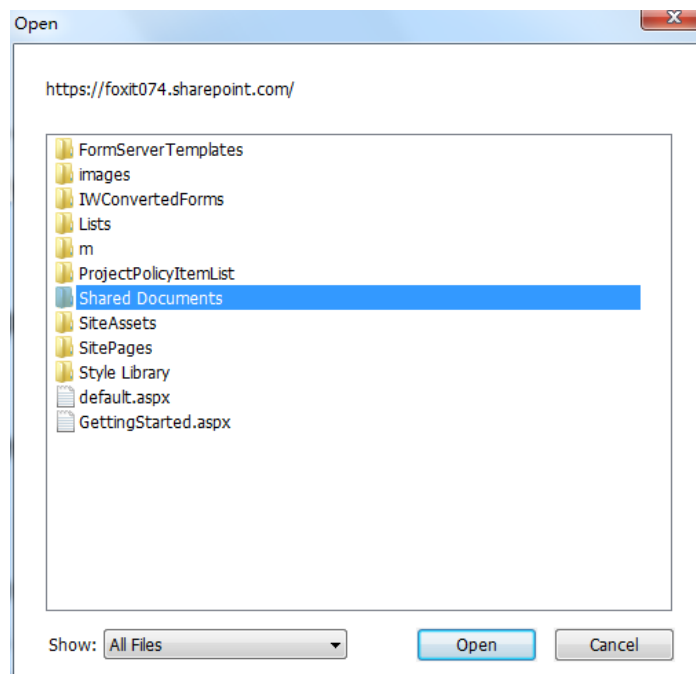 Open
https://foxit074.sharepoint.com/
FormServerTemplates
images
IWConvertedForms
Lists
m
ProjectPolicyItemList
Shared Documents
SiteAssets
SitePages
Style Library
default.aspx
GettingStarted.aspx
Show: All Files Open Cancel